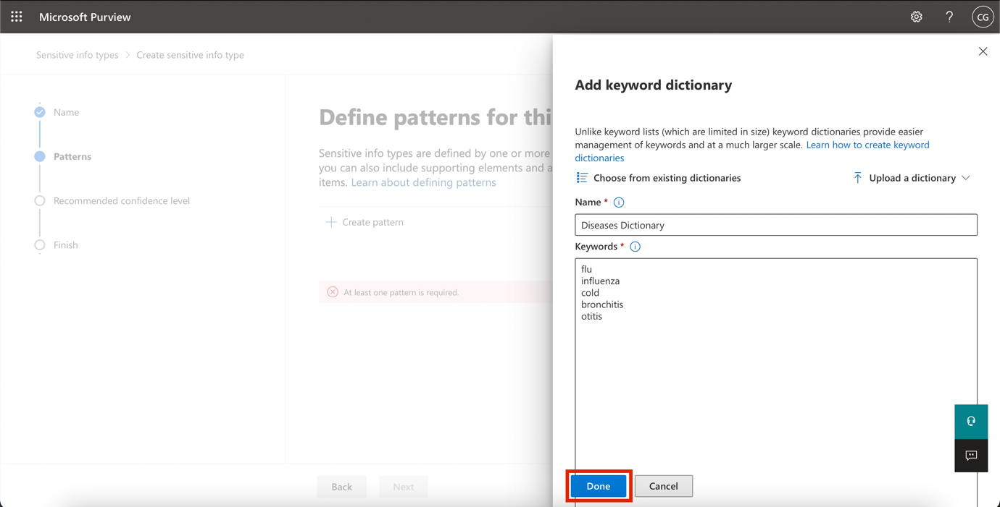 Microsoft Purview
?
CG
Sensitive info types > Create sensitive info type
Name
Patterns
Recommended confidence level
Finish
Define patterns for thi
Sensitive info types are defined by one or more
you can also include supporting elements and a
items. Learn about defining patterns
Create pattern
At least one pattern is required.
Back
Next
Add keyword dictionary
Unlike keyword lists (which are limited in size) keyword dictionaries provide easier
management of keywords and at a much larger scale. Learn how to create keyword
dictionaries
Choose from existing dictionaries
Upload a dictionary
Name *
Diseases Dictionary
Keywords *
flu
influenza
cold
bronchitis
otitis
Done
Cancel